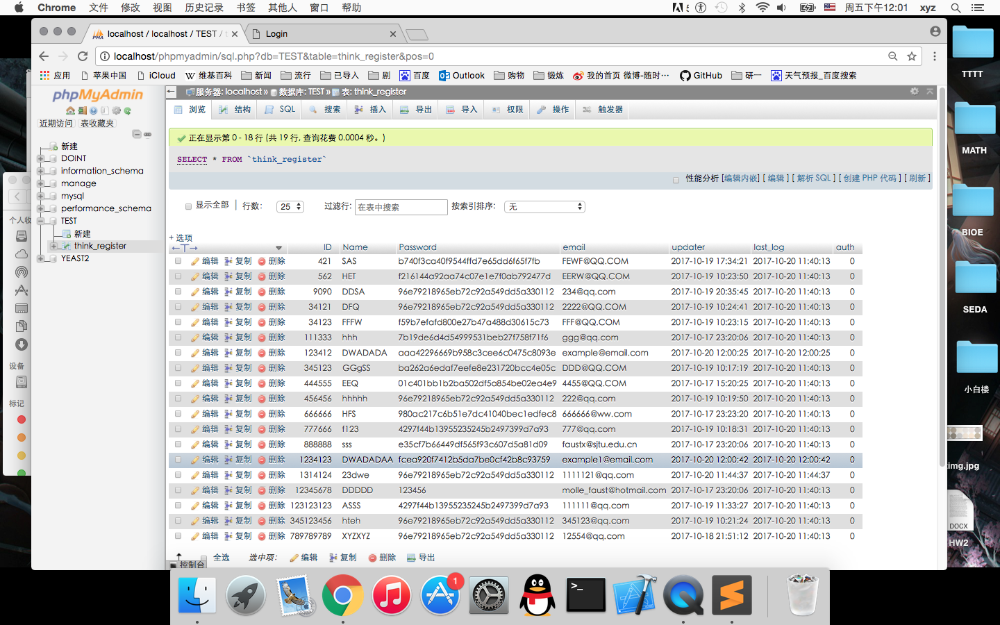 Chrome 文件 修改 视图 历史记录 书签 其他人 窗口 帮助 周五下午12:01 xyz
localhost / localhost / TEST / Login
localhost/phpmyadmin/sql.php?db=TEST&table=think_register&pos=0
应用 苹果中国 iCloud 维基百科 新闻 流行 已导入 剧 百度 Outlook 购物 锻炼 我的首页 微博-随时… GitHub 研一 天气预报_百度搜索
phpMyAdmin
近期访问 表收藏夹
新建
DOINT
information_schema
manage
mysql
performance_schema
TEST
新建
think_register
YEAST2
个人收
设备
标记
服务器: localhost » 数据库: TEST » 表: think_register
浏览 结构 SQL 搜索 插入 导出 导入 权限 操作 触发器
正在显示第 0 - 18 行 (共 19 行, 查询花费 0.0004 秒。)
SELECT * FROM `think_register`
性能分析 [编辑内嵌] [ 编辑 ] [ 解析 SQL ] [ 创建 PHP 代码 ] [ 刷新 ]
显示全部 | 行数: 25 过滤行: 在表中搜索 按索引排序: 无
+ 选项
←T→ ID Name Password email updater last_log auth
编辑 复制 删除 421 SAS b740f3ca40f9544ffd7e65dd6f65f7fb FEWF@QQ.COM 2017-10-19 17:34:21 2017-10-20 11:40:13 0
编辑 复制 删除 562 HET f216144a92aa74c07e1e7f0ab792477d EERW@QQ.COM 2017-10-19 10:23:50 2017-10-20 11:40:13 0
编辑 复制 删除 9090 DDSA 96e79218965eb72c92a549dd5a330112 234@qq.com 2017-10-19 20:35:45 2017-10-20 11:40:13 0
编辑 复制 删除 34121 DFQ 96e79218965eb72c92a549dd5a330112 2222@QQ.COM 2017-10-19 10:24:41 2017-10-20 11:40:13 0
编辑 复制 删除 34123 FFFW f59b7efafd800e27b47a488d30615c73 FFF@QQ.COM 2017-10-19 10:23:15 2017-10-20 11:40:13 0
编辑 复制 删除 111333 hhh 7b19de6d4d54999531beb27f758f71f6 ggg@qq.com 2017-10-17 23:20:06 2017-10-20 11:40:13 0
编辑 复制 删除 123412 DWADADA aaa42296669b958c3cee6c0475c8093e example@email.com 2017-10-20 12:00:25 2017-10-20 12:00:25 0
编辑 复制 删除 345123 GGgSS ba262a6edaf7eefe8e231720bcc4e05c DDD@QQ.COM 2017-10-19 10:17:19 2017-10-20 11:40:13 0
编辑 复制 删除 444555 EEQ 01c401bb1b2ba502df5a854be02ea4e9 4455@QQ.COM 2017-10-17 15:20:25 2017-10-20 11:40:13 0
编辑 复制 删除 456456 hhhhh 96e79218965eb72c92a549dd5a330112 222@qq.com 2017-10-19 10:19:50 2017-10-20 11:40:13 0
编辑 复制 删除 666666 HFS 980ac217c6b51e7dc41040bec1edfec8 666666@ww.com 2017-10-17 23:23:20 2017-10-20 11:40:13 0
编辑 复制 删除 777666 f123 4297f44b13955235245b2497399d7a93 777@qq.com 2017-10-19 10:18:31 2017-10-20 11:40:13 0
编辑 复制 删除 888888 sss e35cf7b66449df565f93c607d5a81d09 faustx@sjtu.edu.cn 2017-10-17 23:20:06 2017-10-20 11:40:13 0
编辑 复制 删除 1234123 DWADADAA fcea920f7412b5da7be0cf42b8c93759 example1@email.com 2017-10-20 12:00:42 2017-10-20 12:00:42 0
编辑 复制 删除 1314124 23dwe 96e79218965eb72c92a549dd5a330112 1111121@qq.com 2017-10-20 11:44:37 2017-10-20 11:44:37 0
编辑 复制 删除 12345678 DDDDD 123456 molle_faust@hotmail.com 2017-10-17 23:20:06 2017-10-20 11:40:13 0
编辑 复制 删除 123123123 ASSS 4297f44b13955235245b2497399d7a93 111111@qq.com 2017-10-19 11:33:27 2017-10-20 11:40:13 0
编辑 复制 删除 345123456 hteh 96e79218965eb72c92a549dd5a330112 345123@qq.com 2017-10-19 10:21:24 2017-10-20 11:40:13 0
编辑 复制 删除 789789789 XYZXYZ 96e79218965eb72c92a549dd5a330112 12554@qq.com 2017-10-18 21:51:12 2017-10-20 11:40:13 0
全选 选中项: 编辑 复制 删除 导出
控制台
TTTT
MATH
BIOE
SEDA
小白楼
img.jpg
DOCX
HW2
1